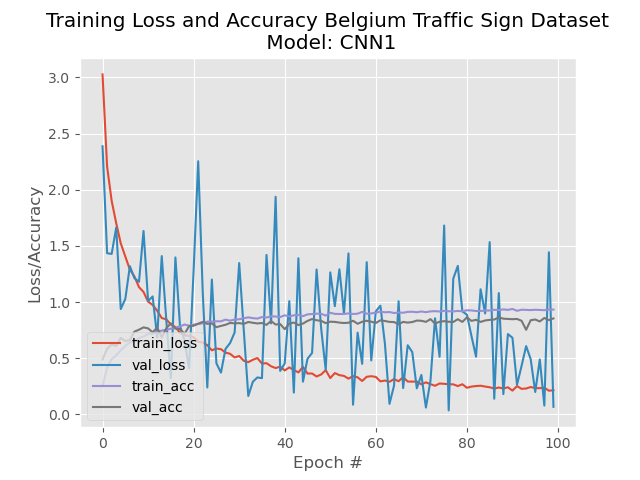 Training Loss and Accuracy Belgium Traffic Sign Dataset
Model: CNN1
3.0
2.5
2.0
1.5
1.0
0.5
0.0
Loss/Accuracy
train_loss
val_loss
train_acc
val_acc
0 20 40 60 80 100
Epoch #